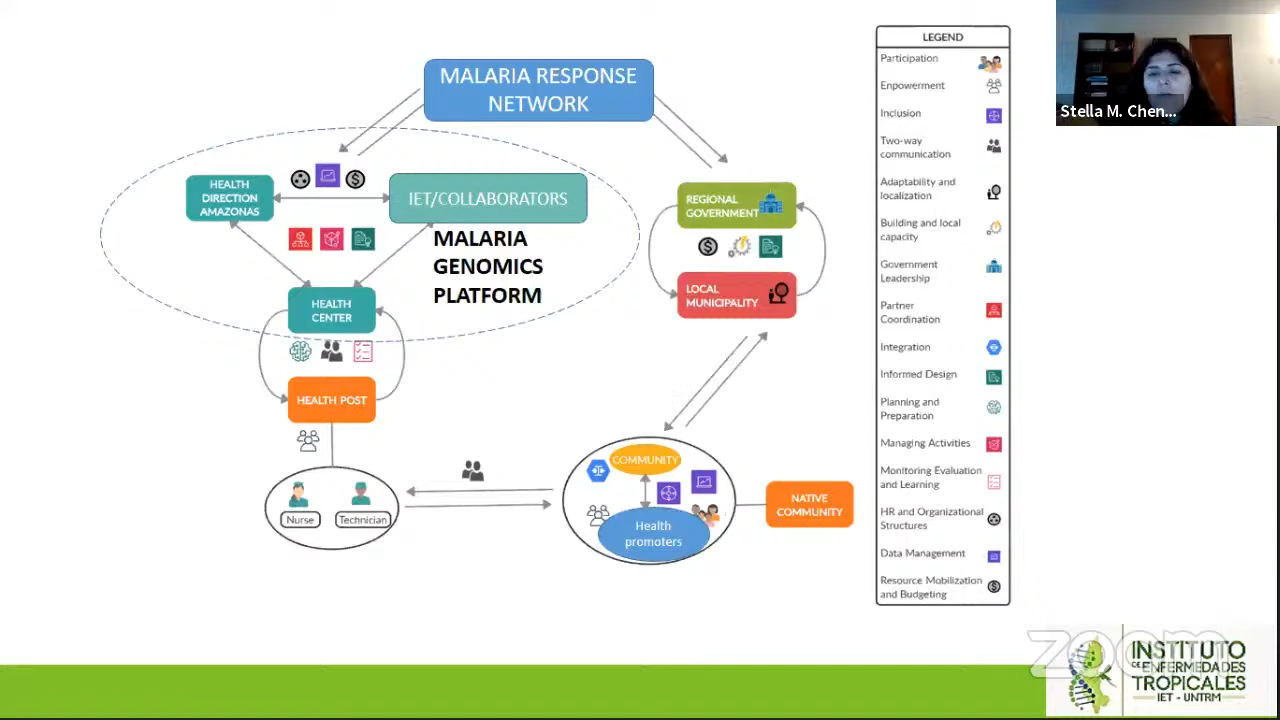 MALARIA RESPONSE
NETWORK
HEALTH
DIRECTION
AMAZONAS
IET/COLLABORATORS
MALARIA
GENOMICS
PLATFORM
HEALTH
CENTER
HEALTH POST
Nurse
Technician
REGIONAL
GOVERNMENT
LOCAL
MUNICIPALITY
COMMUNITY
Health
promoters
NATIVE
COMMUNITY
LEGEND
Participation
Enpowerment
Inclusion
Two-way
communication
Adaptability and
localization
Building and local
capacity
Government
Leadership
Partner
Coordination
Integration
Informed Design
Planning and
Preparation
Managing Activities
Monitoring Evaluation
and Learning
HR and Organizational
Structures
Data Management
Resource Mobilization
and Budgeting
Stella M. Chen...
zoom
INSTITUTO
DE ENFERMEDADES
TROPICALES
IET - UNTRM